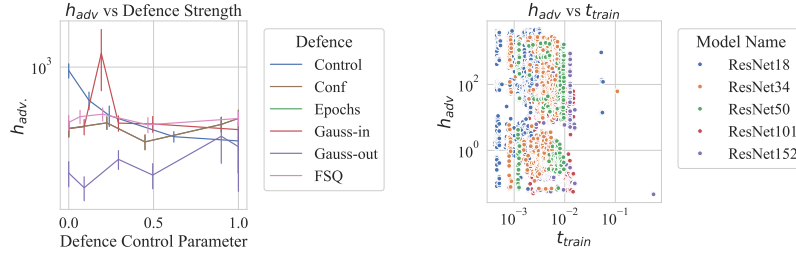 h_adv vs Defence Strength
h_adv.
10^3
0.0 0.5 1.0
Defence Control Parameter
Defence
Control
Conf
Epochs
Gauss-in
Gauss-out
FSQ
h_adv vs t_train
h_adv
10^2
10^0
10^-3 10^-2 10^-1
t_train
Model Name
ResNet18
ResNet34
ResNet50
ResNet101
ResNet152